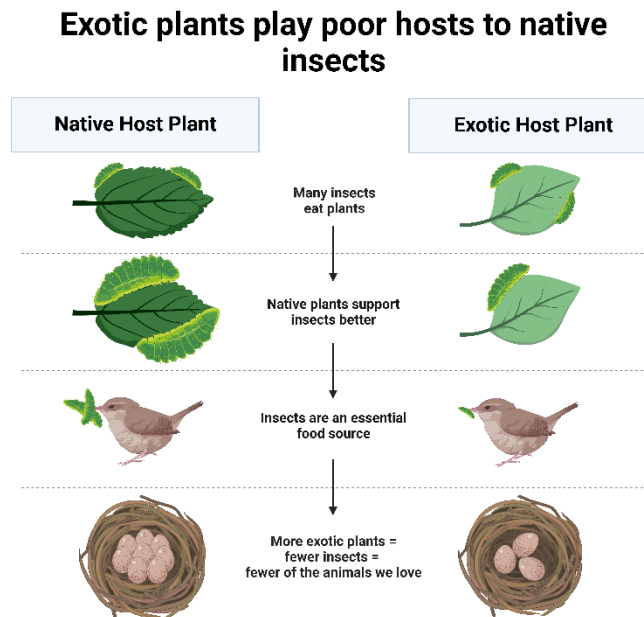 Exotic plants play poor hosts to native
insects
Native Host Plant
Exotic Host Plant
Many insects
eat plants
Native plants support
insects better
Insects are an essential
food source
More exotic plants =
fewer insects =
fewer of the animals we love